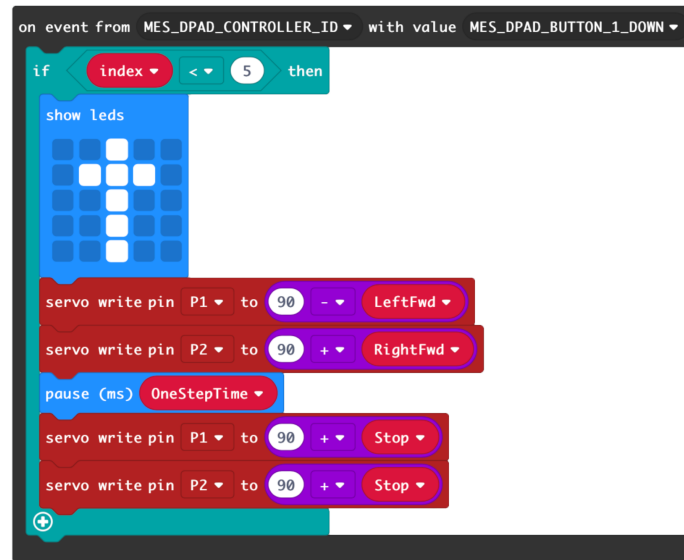 on event from MES_DPAD_CONTROLLER_ID with value MES_DPAD_BUTTON_1_DOWN
if index < 5 then
show leds
servo write pin P1 to 90 - LeftFwd
servo write pin P2 to 90 + RightFwd
pause (ms) OneStepTime
servo write pin P1 to 90 + Stop
servo write pin P2 to 90 + Stop